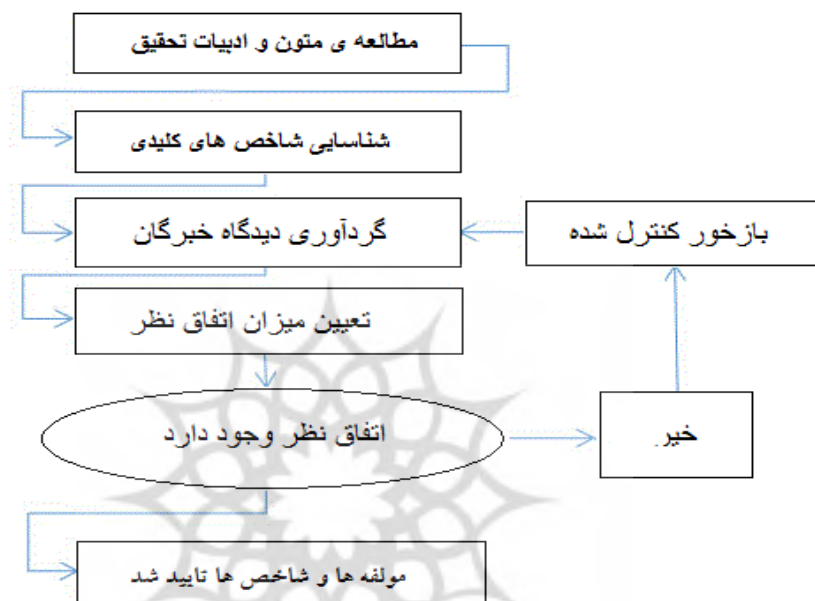 مطالعه ی متون و ادبیات تحقیق
شناسایی شاخص های کلیدی
گردآوری دیدگاه خبرگان
بازخور کنترل شده
تعیین میزان اتفاق نظر
اتفاق نظر وجود دارد
خیر
مولفه ها و شاخص ها تایید شد